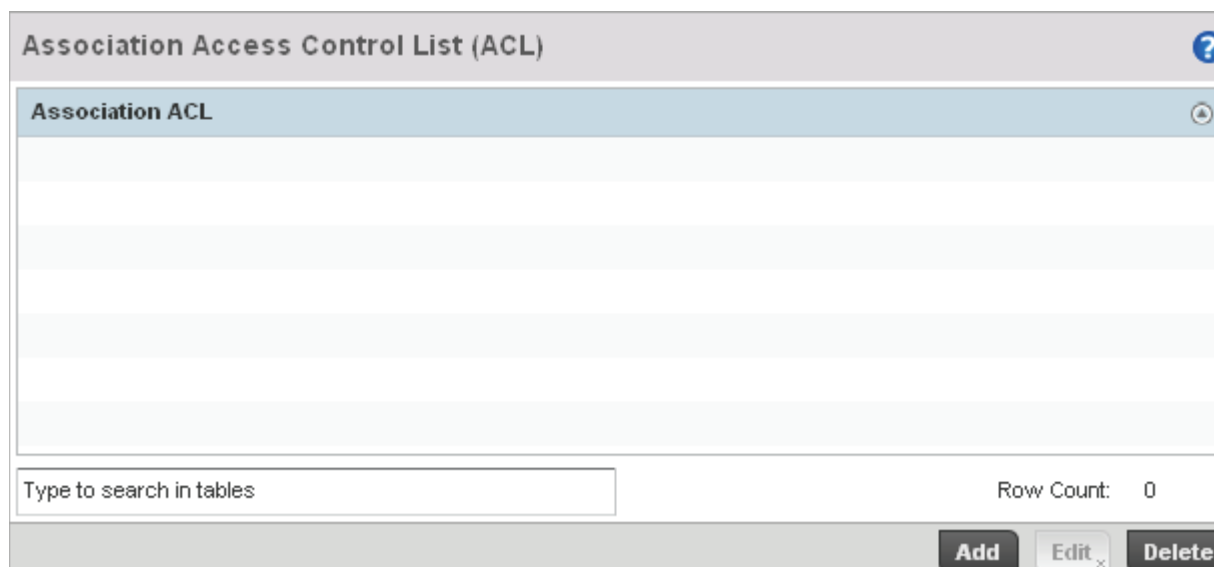 Association Access Control List (ACL)
?
Association ACL
Type to search in tables
Row Count: 0
Add Edit Delete